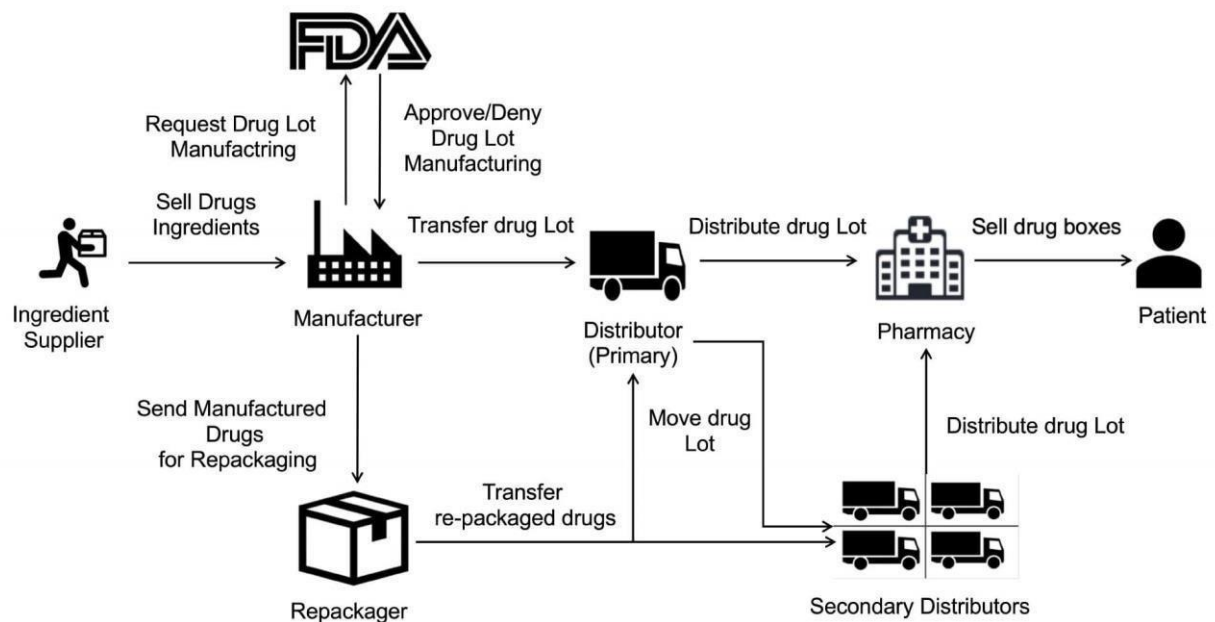 FDA
Request Drug Lot
Manufactring
Approve/Deny
Drug Lot
Manufacturing
Sell Drugs
Ingredients
Transfer drug Lot
Distribute drug Lot
Sell drug boxes
Ingredient
Supplier
Manufacturer
Distributor
(Primary)
Pharmacy
Patient
Send Manufactured
Drugs
for Repackaging
Move drug
Lot
Distribute drug Lot
Transfer
re-packaged drugs
Repackager
Secondary Distributors